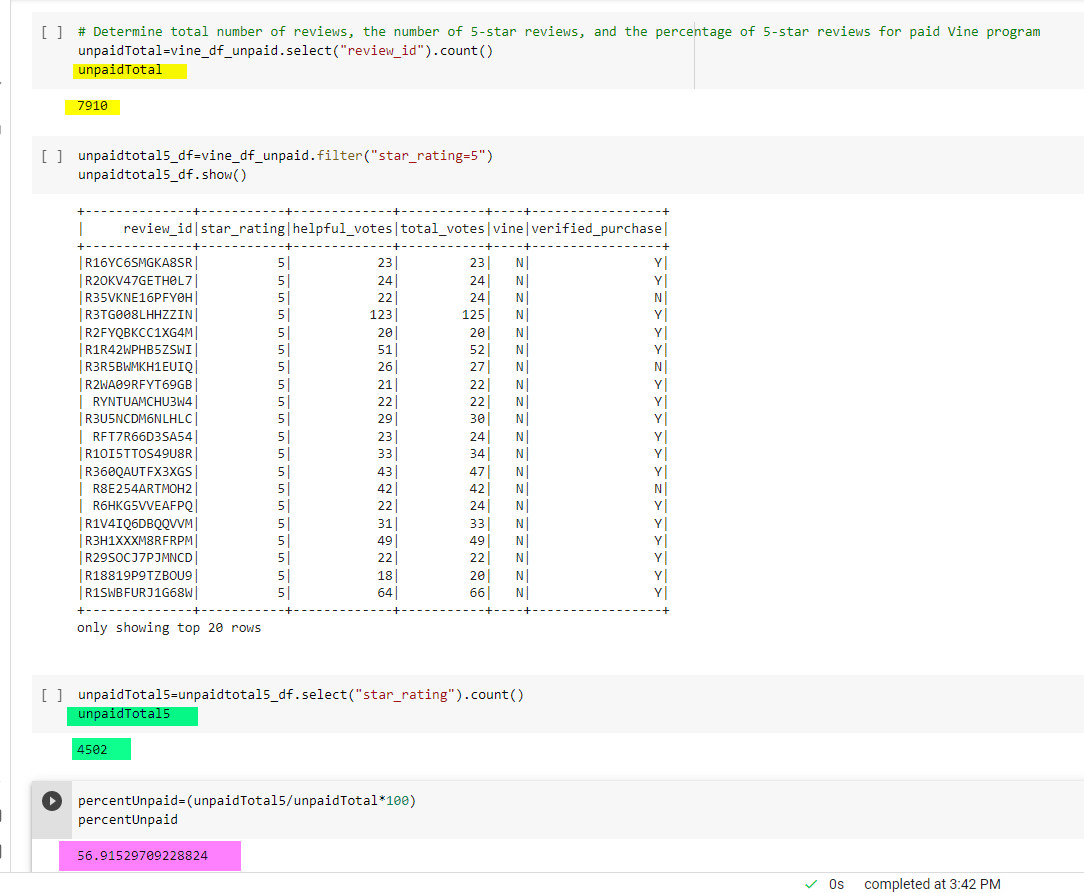 [ ] # Determine total number of reviews, the number of 5-star reviews, and the percentage of 5-star reviews for paid Vine program
unpaidTotal=vine_df_unpaid.select("review_id").count()
unpaidTotal
7910
[ ] unpaidtotal5_df=vine_df_unpaid.filter("star_rating=5")
unpaidtotal5_df.show()
+--------------+-----------+-------------+-----------+----+-----------------+
|     review_id|star_rating|helpful_votes|total_votes|vine|verified_purchase|
+--------------+-----------+-------------+-----------+----+-----------------+
|R16YC6SMGKA8SR|          5|           23|         23|   N|                Y|
|R2OKV47GETH0L7|          5|           24|         24|   N|                Y|
|R35VKNE16PFY0H|          5|           22|         24|   N|                N|
|R3TG008LHHZZIN|          5|          123|        125|   N|                Y|
|R2FYQBKCC1XG4M|          5|           20|         20|   N|                Y|
|R1R42WPHB5ZSWI|          5|           51|         52|   N|                Y|
|R3R5BWMKH1EUIQ|          5|           26|         27|   N|                N|
|R2WA09RFYT69GB|          5|           21|         22|   N|                Y|
| RYNTUAMCHU3W4|          5|           22|         22|   N|                Y|
|R3U5NCDM6NLHLC|          5|           29|         30|   N|                Y|
| RFT7R66D3SA54|          5|           23|         24|   N|                Y|
|R1OI5TTOS49U8R|          5|           33|         34|   N|                Y|
|R360QAUTFX3XGS|          5|           43|         47|   N|                Y|
| R8E254ARTMOH2|          5|           42|         42|   N|                N|
| R6HKG5VVEAFPQ|          5|           22|         24|   N|                Y|
|R1V4IQ6DBQQVVM|          5|           31|         33|   N|                Y|
|R3H1XXXM8RFRPM|          5|           49|         49|   N|                Y|
|R29SOCJ7PJMNCD|          5|           22|         22|   N|                Y|
|R18819P9TZBOU9|          5|           18|         20|   N|                Y|
|R1SWBFURJ1G68W|          5|           64|         66|   N|                Y|
+--------------+-----------+-------------+-----------+----+-----------------+
only showing top 20 rows
[ ] unpaidTotal5=unpaidtotal5_df.select("star_rating").count()
unpaidTotal5
4502
percentUnpaid=(unpaidTotal5/unpaidTotal*100)
percentUnpaid
56.91529709228824
0s completed at 3:42 PM